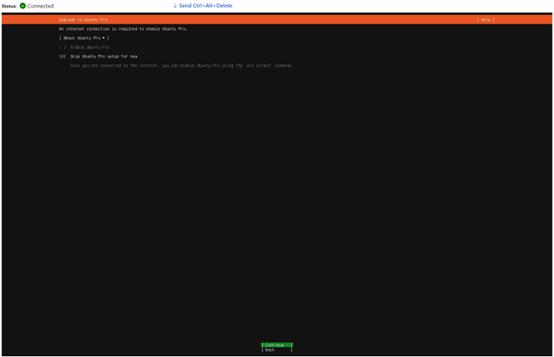 Status: Connected
↓ Send Ctrl+Alt+Delete
Upgrade to Ubuntu Pro [ Help ]
An internet connection is required to enable Ubuntu Pro.
[ About Ubuntu Pro ▸ ]
( ) Enable Ubuntu Pro
(X) Skip Ubuntu Pro setup for now
Once you are connected to the internet, you can enable Ubuntu Pro using the 'pro attach' command.
[ Continue ]
[ Back ]